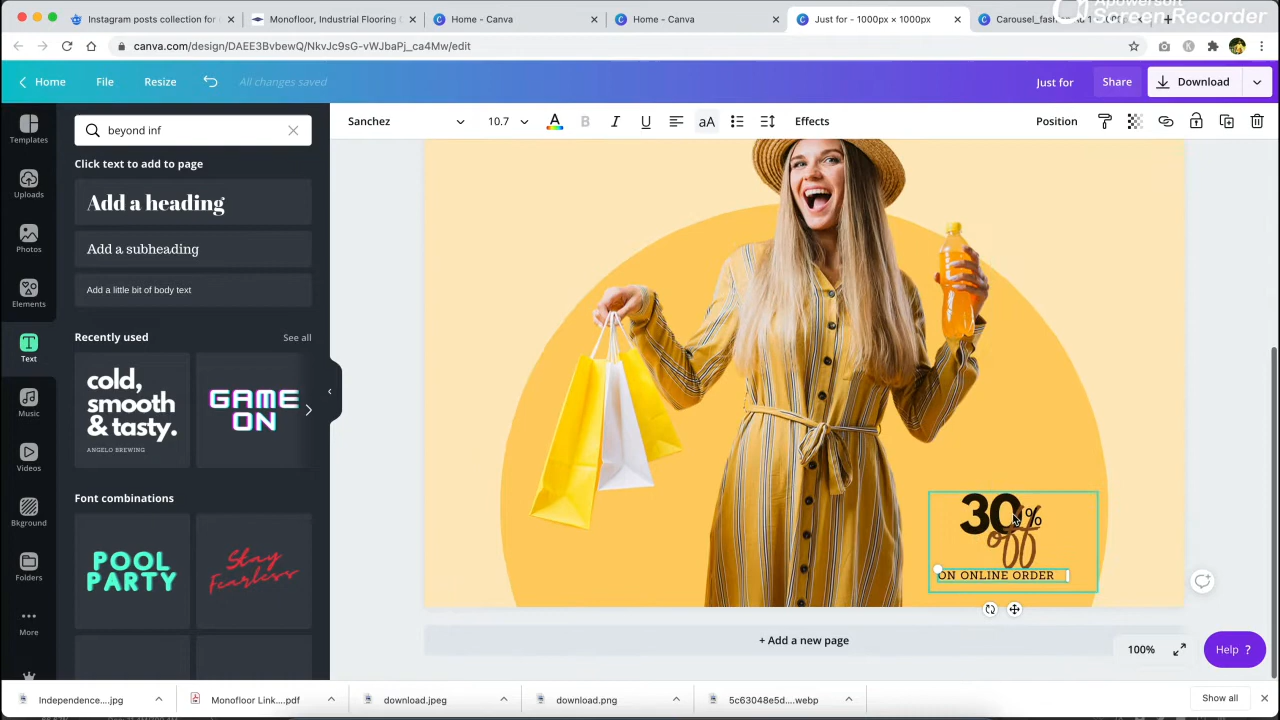 Apowersoft
Screen Recorder
Instagram posts collection for
Monofloor, Industrial Flooring
Home - Canva
Home - Canva
Just for - 1000px × 1000px
Carousel_fash
canva.com/design/DAEE3BvbewQ/NkvJc9sG-vWJbaPj_ca4Mw/edit
Home
File
Resize
All changes saved
Just for
Share
Download
Templates
Uploads
Photos
Elements
Text
Music
Videos
Bkground
Folders
More
beyond inf
Click text to add to page
Add a heading
Add a subheading
Add a little bit of body text
Recently used
See all
cold,
smooth
& tasty.
ANGELO BREWING
GAME
ON
Font combinations
POOL
PARTY
Stay
Fearless
Sanchez
10.7
A
B
I
U
aA
Effects
Position
30%
off
ON ONLINE ORDER
+ Add a new page
100%
Help ?
Independence....jpg
Monofloor Link....pdf
download.jpeg
download.png
5c63048e5d....webp
Show all